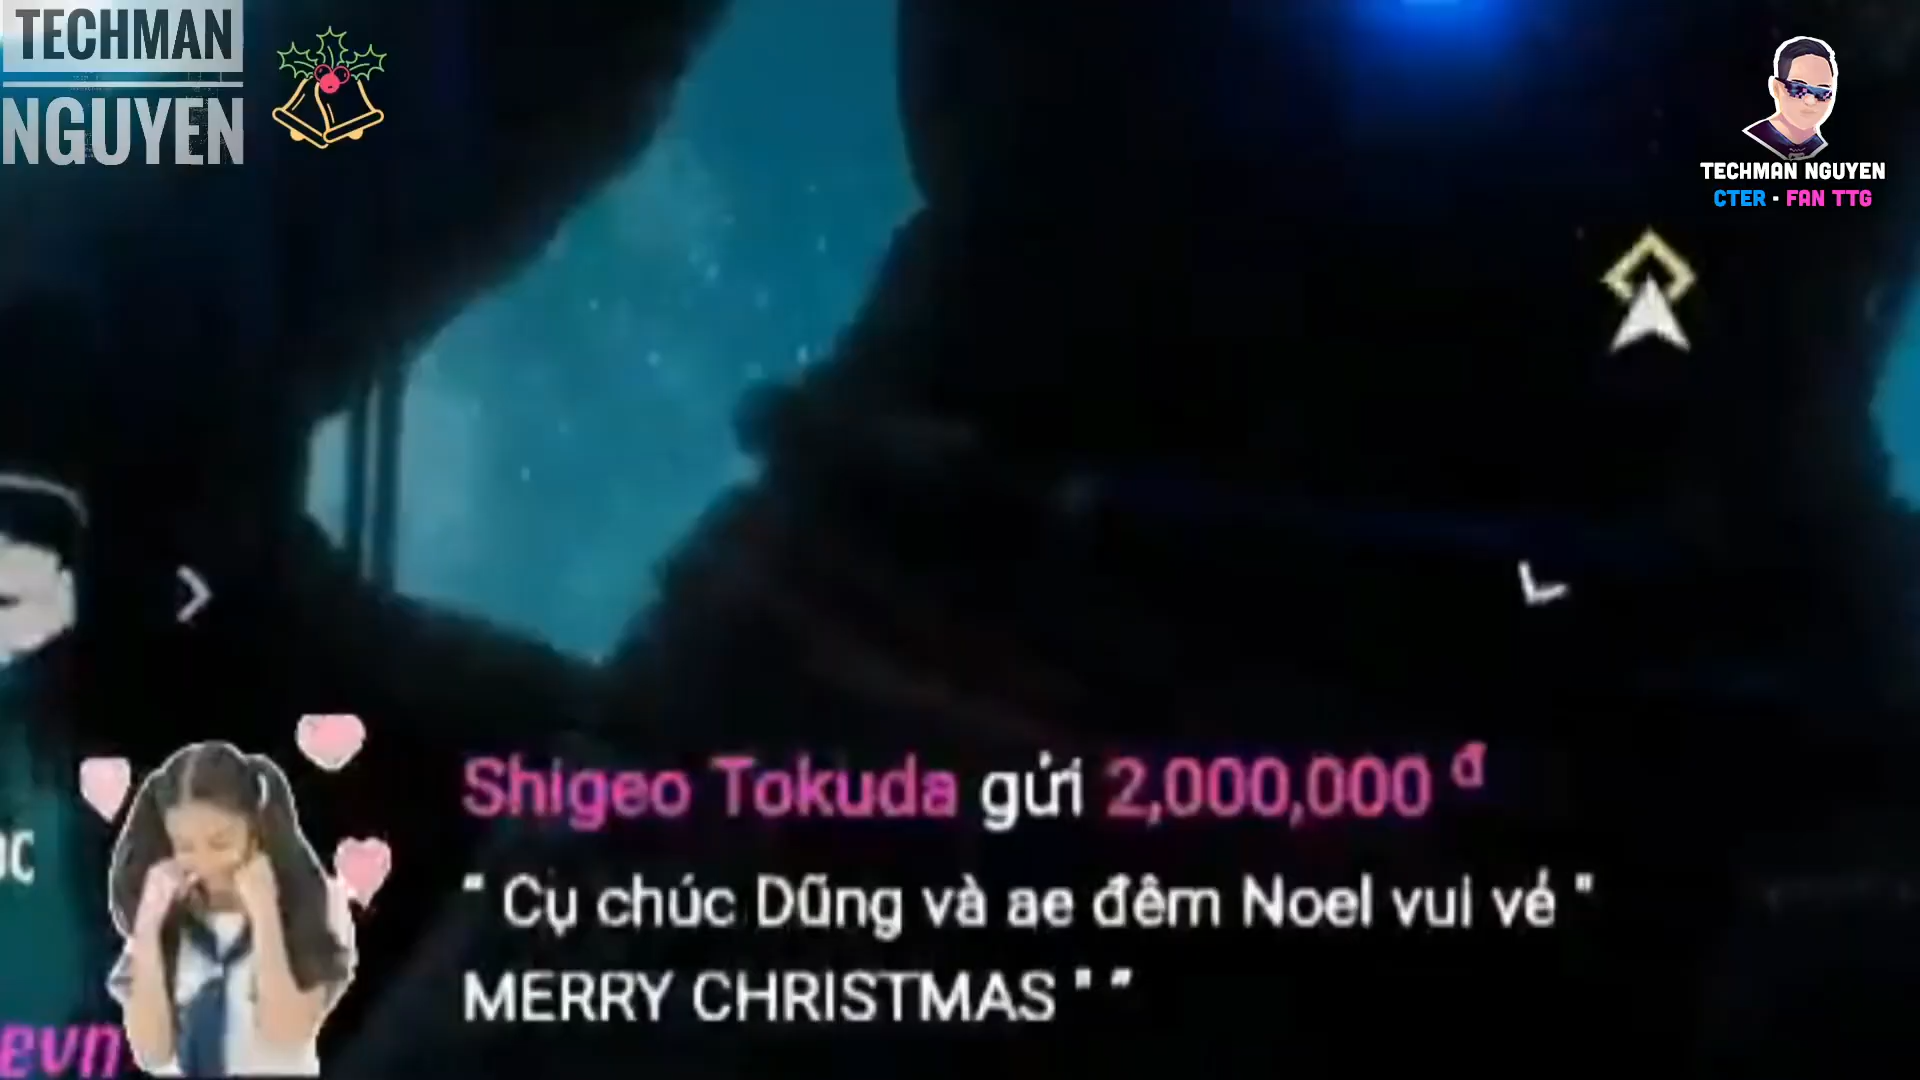 TECHMAN
NGUYEN
TECHMAN NGUYEN
CTER - FAN TTG
Shigeo Tokuda gửi 2,000,000 đ
" Cụ chúc Dũng và ae đêm Noel vui vẻ "
MERRY CHRISTMAS " "
evn